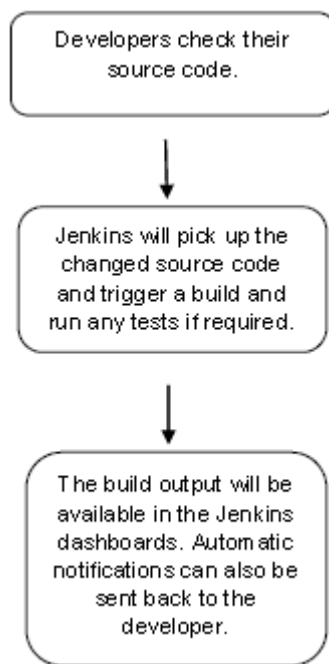 Developers check their
source code.
Jenkins will pick up the
changed source code
and trigger a build and
run any tests if required.
The build output will be
available in the Jenkins
dashboards. Automatic
notifications can also be
sent back to the
developer.